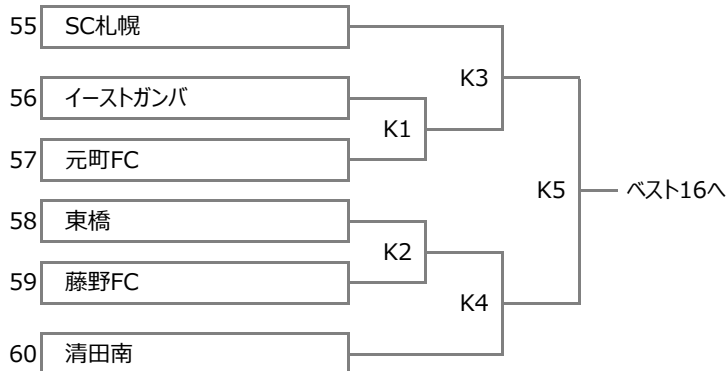 55 SC札幌
K3
56 イーストガンバ
K1
57 元町FC
K5 ベスト16へ
58 東橋
K2
59 藤野FC
K4
60 清田南